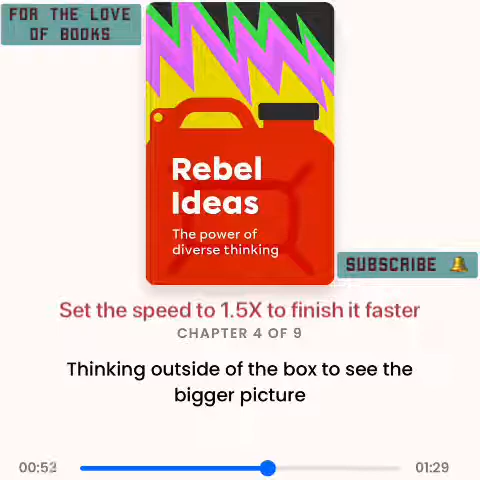 FOR THE LOVE
OF BOOKS
Rebel
Ideas
The power of
diverse thinking
SUBSCRIBE
Set the speed to 1.5X to finish it faster
CHAPTER 4 OF 9
Thinking outside of the box to see the
bigger picture
01:29